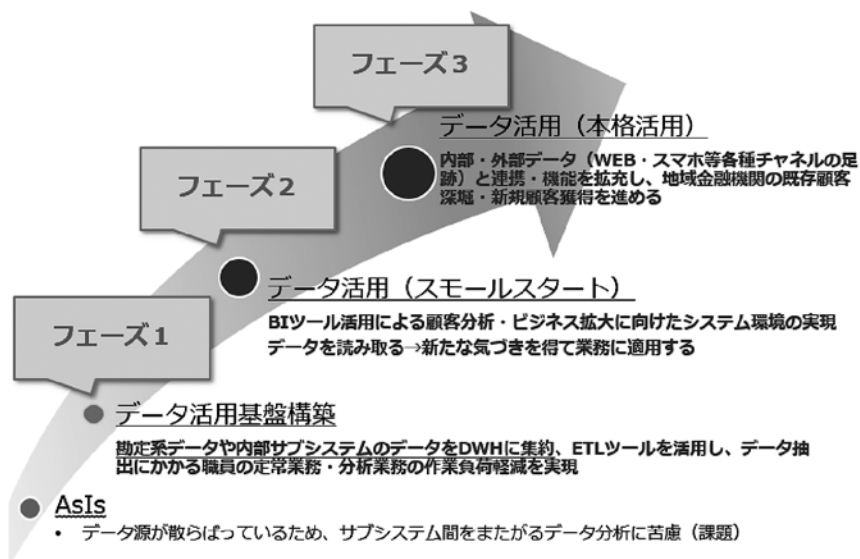 フェーズ3
データ活用（本格活用）
内部・外部データ（WEB・スマホ等各種チャネルの足
跡）と連携・機能を拡充し、地域金融機関の既存顧客
深堀・新規顧客獲得を進める
フェーズ2
データ活用（スモールスタート）
BIツール活用による顧客分析・ビジネス拡大に向けたシステム環境の実現
データを読み取る→新たな気づきを得て業務に適用する
フェーズ1
データ活用基盤構築
勘定系データや内部サブシステムのデータをDWHに集約、ETLツールを活用し、データ抽
出にかかる職員の定常業務・分析業務の作業負荷軽減を実現
AsIs
• データ源が散らばっているため、サブシステム間をまたがるデータ分析に苦慮（課題）